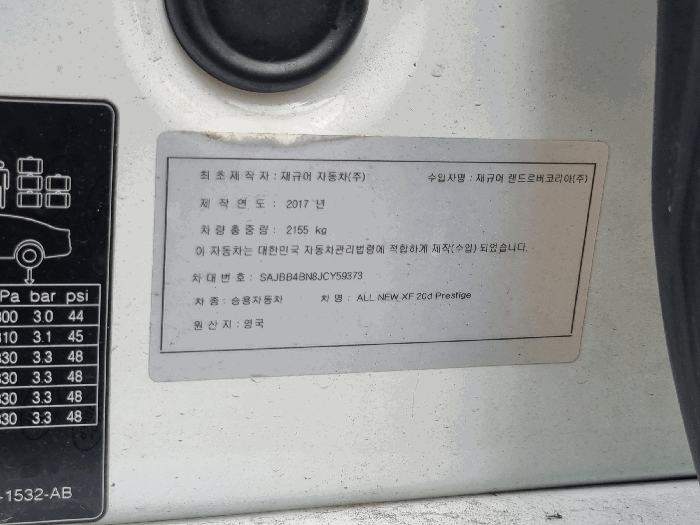 최초제작자 : 재규어 자동차(주) 수입자명 : 재규어 랜드로버코리아(주)
제 작 연 도 : 2017 년
차량총중량 : 2155 kg
이 자동차는 대한민국 자동차관리법령에 적합하게 제작(수입) 되었습니다.
차대번호 : SAJBB4BN8JCY59373
차 종 : 승용자동차 차 명 : ALL NEW XF 20d Prestige
원 산 지 : 영국
Pa bar psi
300 3.0 44
310 3.1 45
330 3.3 48
330 3.3 48
330 3.3 48
330 3.3 48
-1532-AB